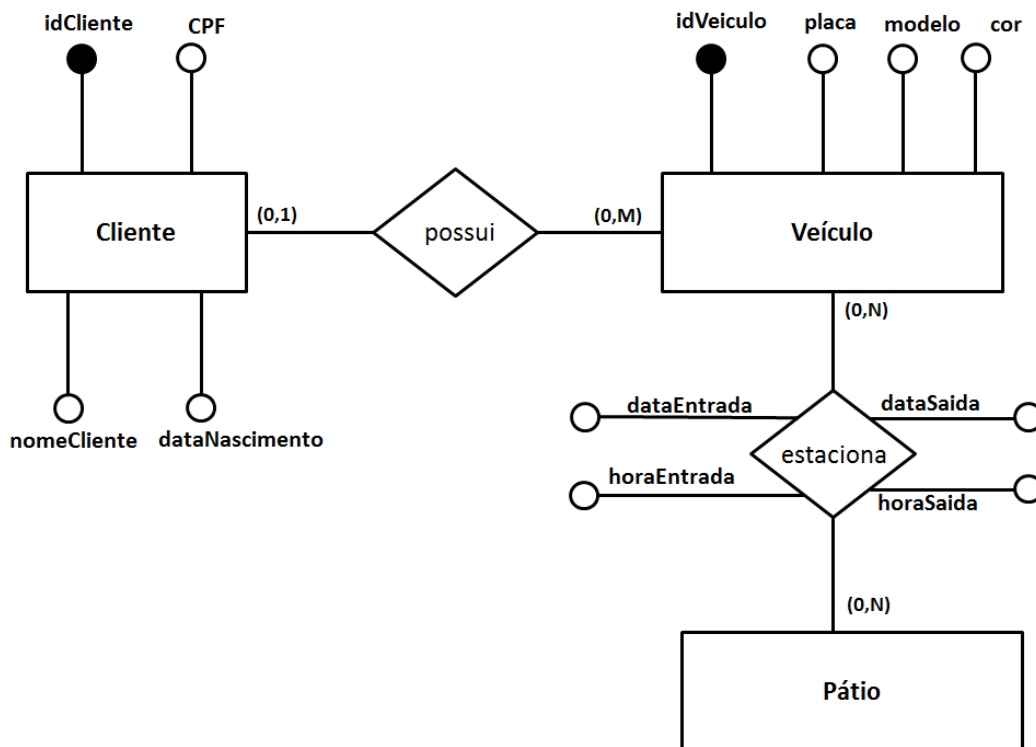 idCliente
CPF
idVeiculo
placa
modelo
cor
Cliente
(0,1)
possui
(0,M)
Veículo
(0,N)
nomeCliente
dataNascimento
dataEntrada
dataSaida
estaciona
horaEntrada
horaSaida
(0,N)
Pátio